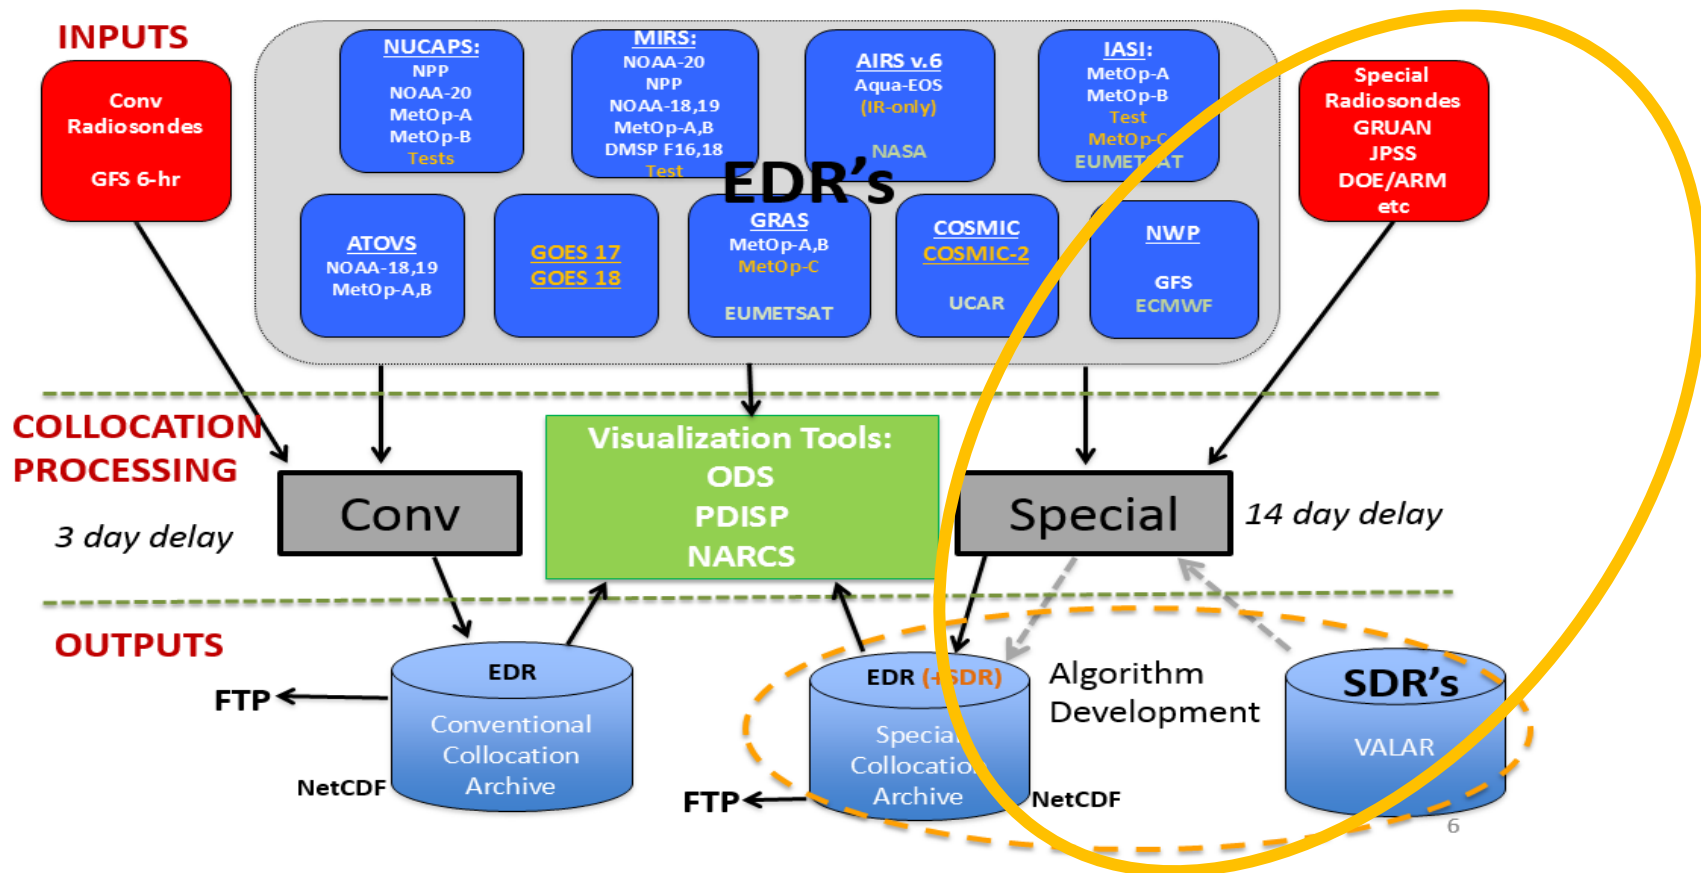 INPUTS
Conv
Radiosondes
GFS 6-hr
NUCAPS:
NPP
NOAA-20
MetOp-A
MetOp-B
Tests
MIRS:
NOAA-20
NPP
NOAA-18,19
MetOp-A,B
DMSP F16,18
Test
AIRS v.6
Aqua-EOS
(IR-only)
NASA
IASI:
MetOp-A
MetOp-B
Test
MetOp-C
EUMETSAT
Special
Radiosondes
GRUAN
JPSS
DOE/ARM
etc
EDR's
ATOVS
NOAA-18,19
MetOp-A,B
GOES 17
GOES 18
GRAS
MetOp-A,B
MetOp-C
EUMETSAT
COSMIC
COSMIC-2
UCAR
NWP
GFS
ECMWF
COLLOCATION
PROCESSING
3 day delay
Conv
Visualization Tools:
ODS
PDISP
NARCS
Special
14 day delay
OUTPUTS
EDR
Conventional
Collocation
Archive
FTP
NetCDF
EDR (+SDR)
Special
Collocation
Archive
FTP
NetCDF
Algorithm
Development
SDR's
VALAR
6